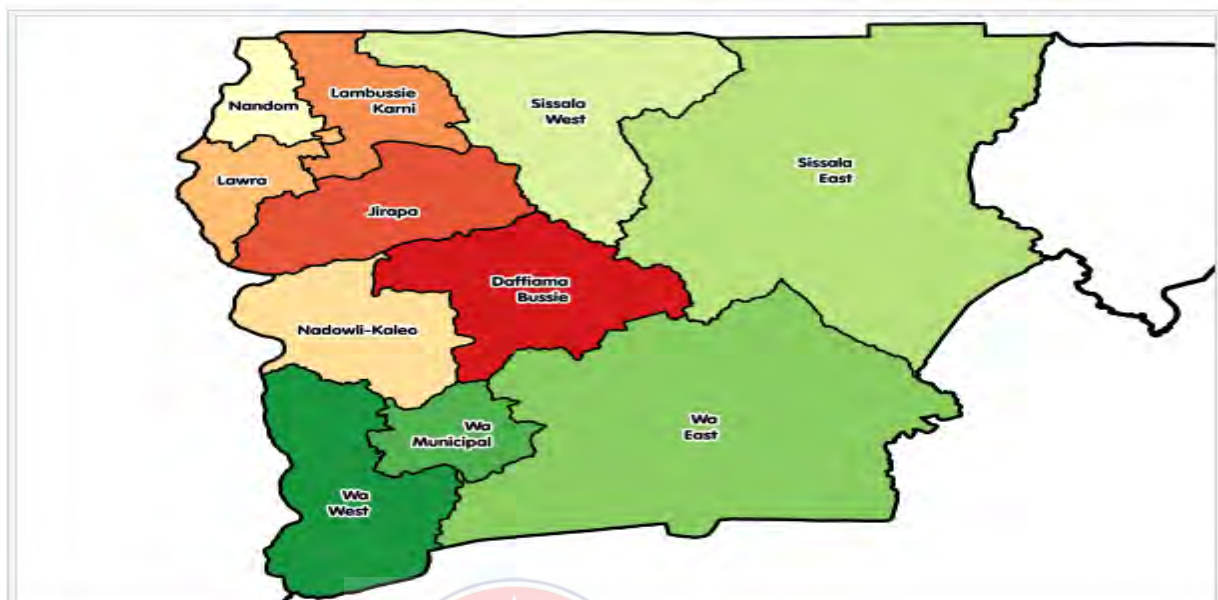 Nandom
Lambussie
Karni
Sissala
West
Sissala
East
Lawra
Jirapa
Daffiama
Bussie
Nadowli-Kaleo
Wa
Municipal
Wa
East
Wa
West